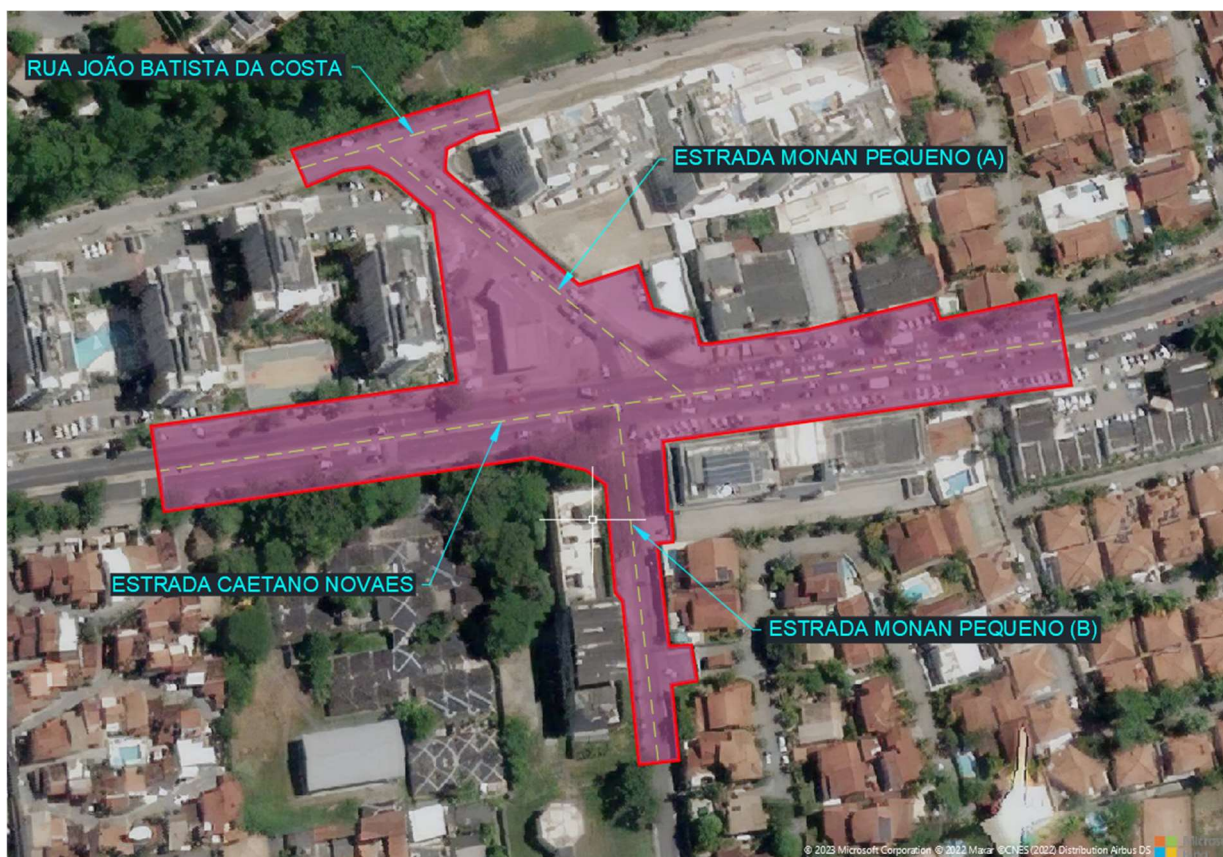 RUA JOÃO BATISTA DA COSTA
ESTRADA MONAN PEQUENO (A)
ESTRADA CAETANO NOVAES
ESTRADA MONAN PEQUENO (B)
© 2023 Microsoft Corporation © 2022 Maxar ©CNES (2022) Distribution Airbus DS